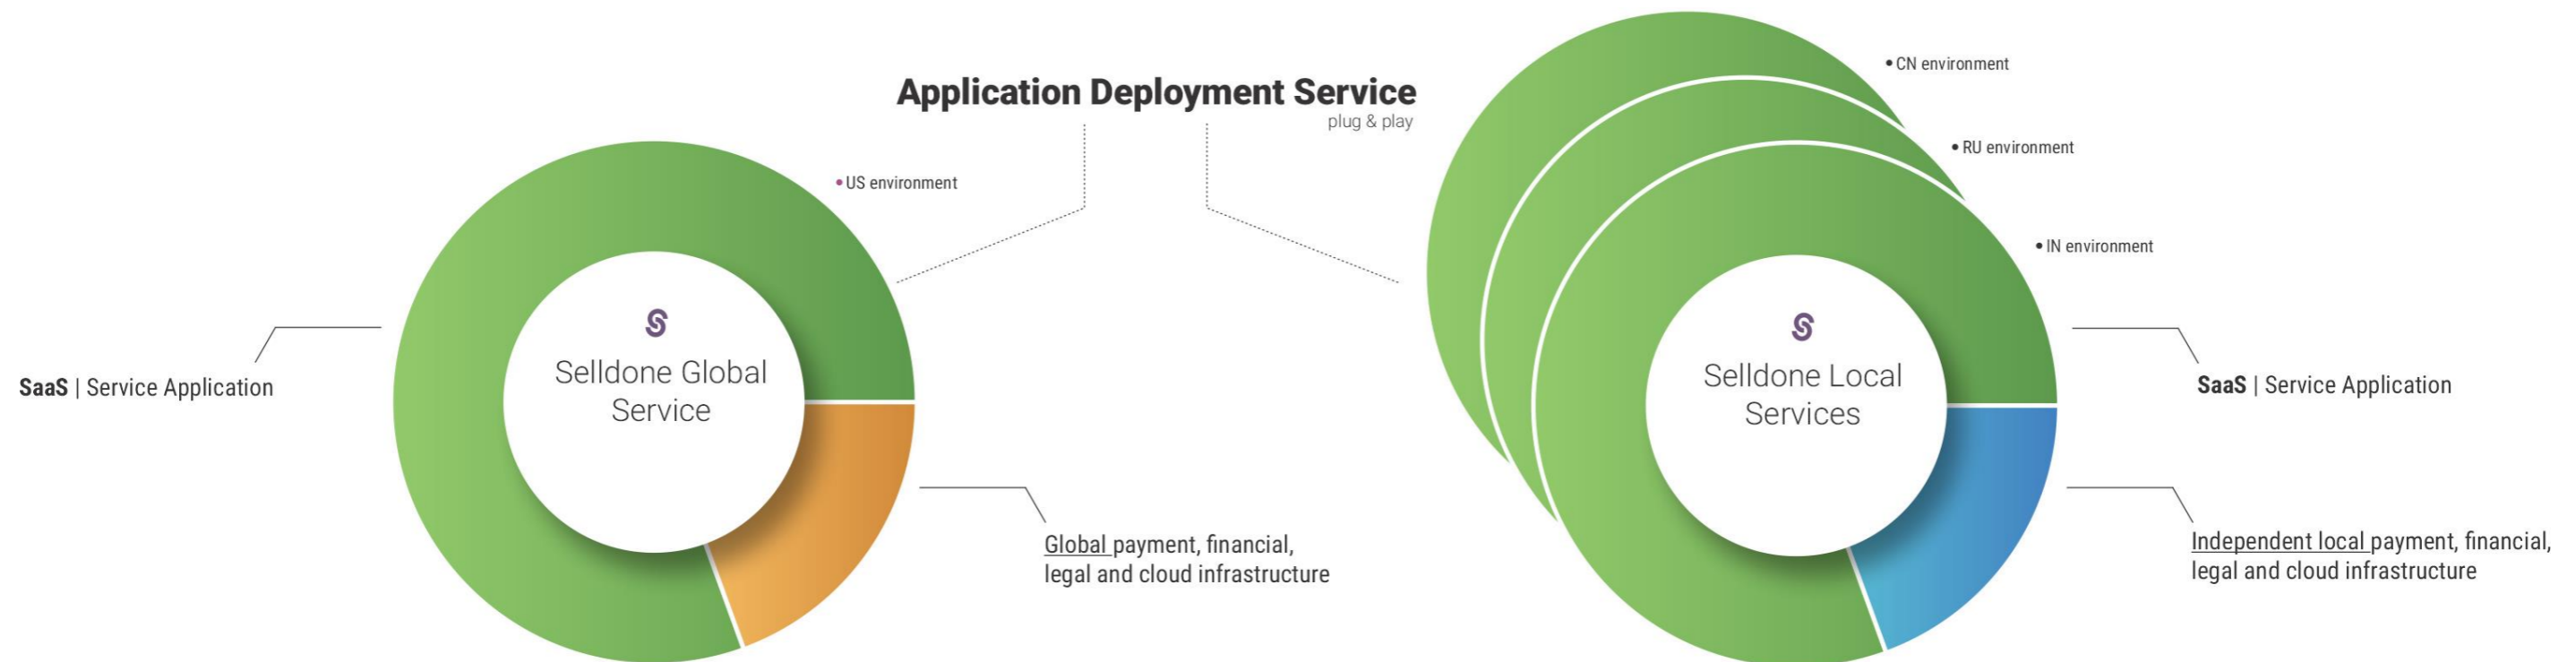 Application Deployment Service
plug & play
• US environment
SaaS | Service Application
Selldone Global
Service
Global payment, financial,
legal and cloud infrastructure
• CN environment
• RU environment
• IN environment
Selldone Local
Services
SaaS | Service Application
Independent local payment, financial,
legal and cloud infrastructure